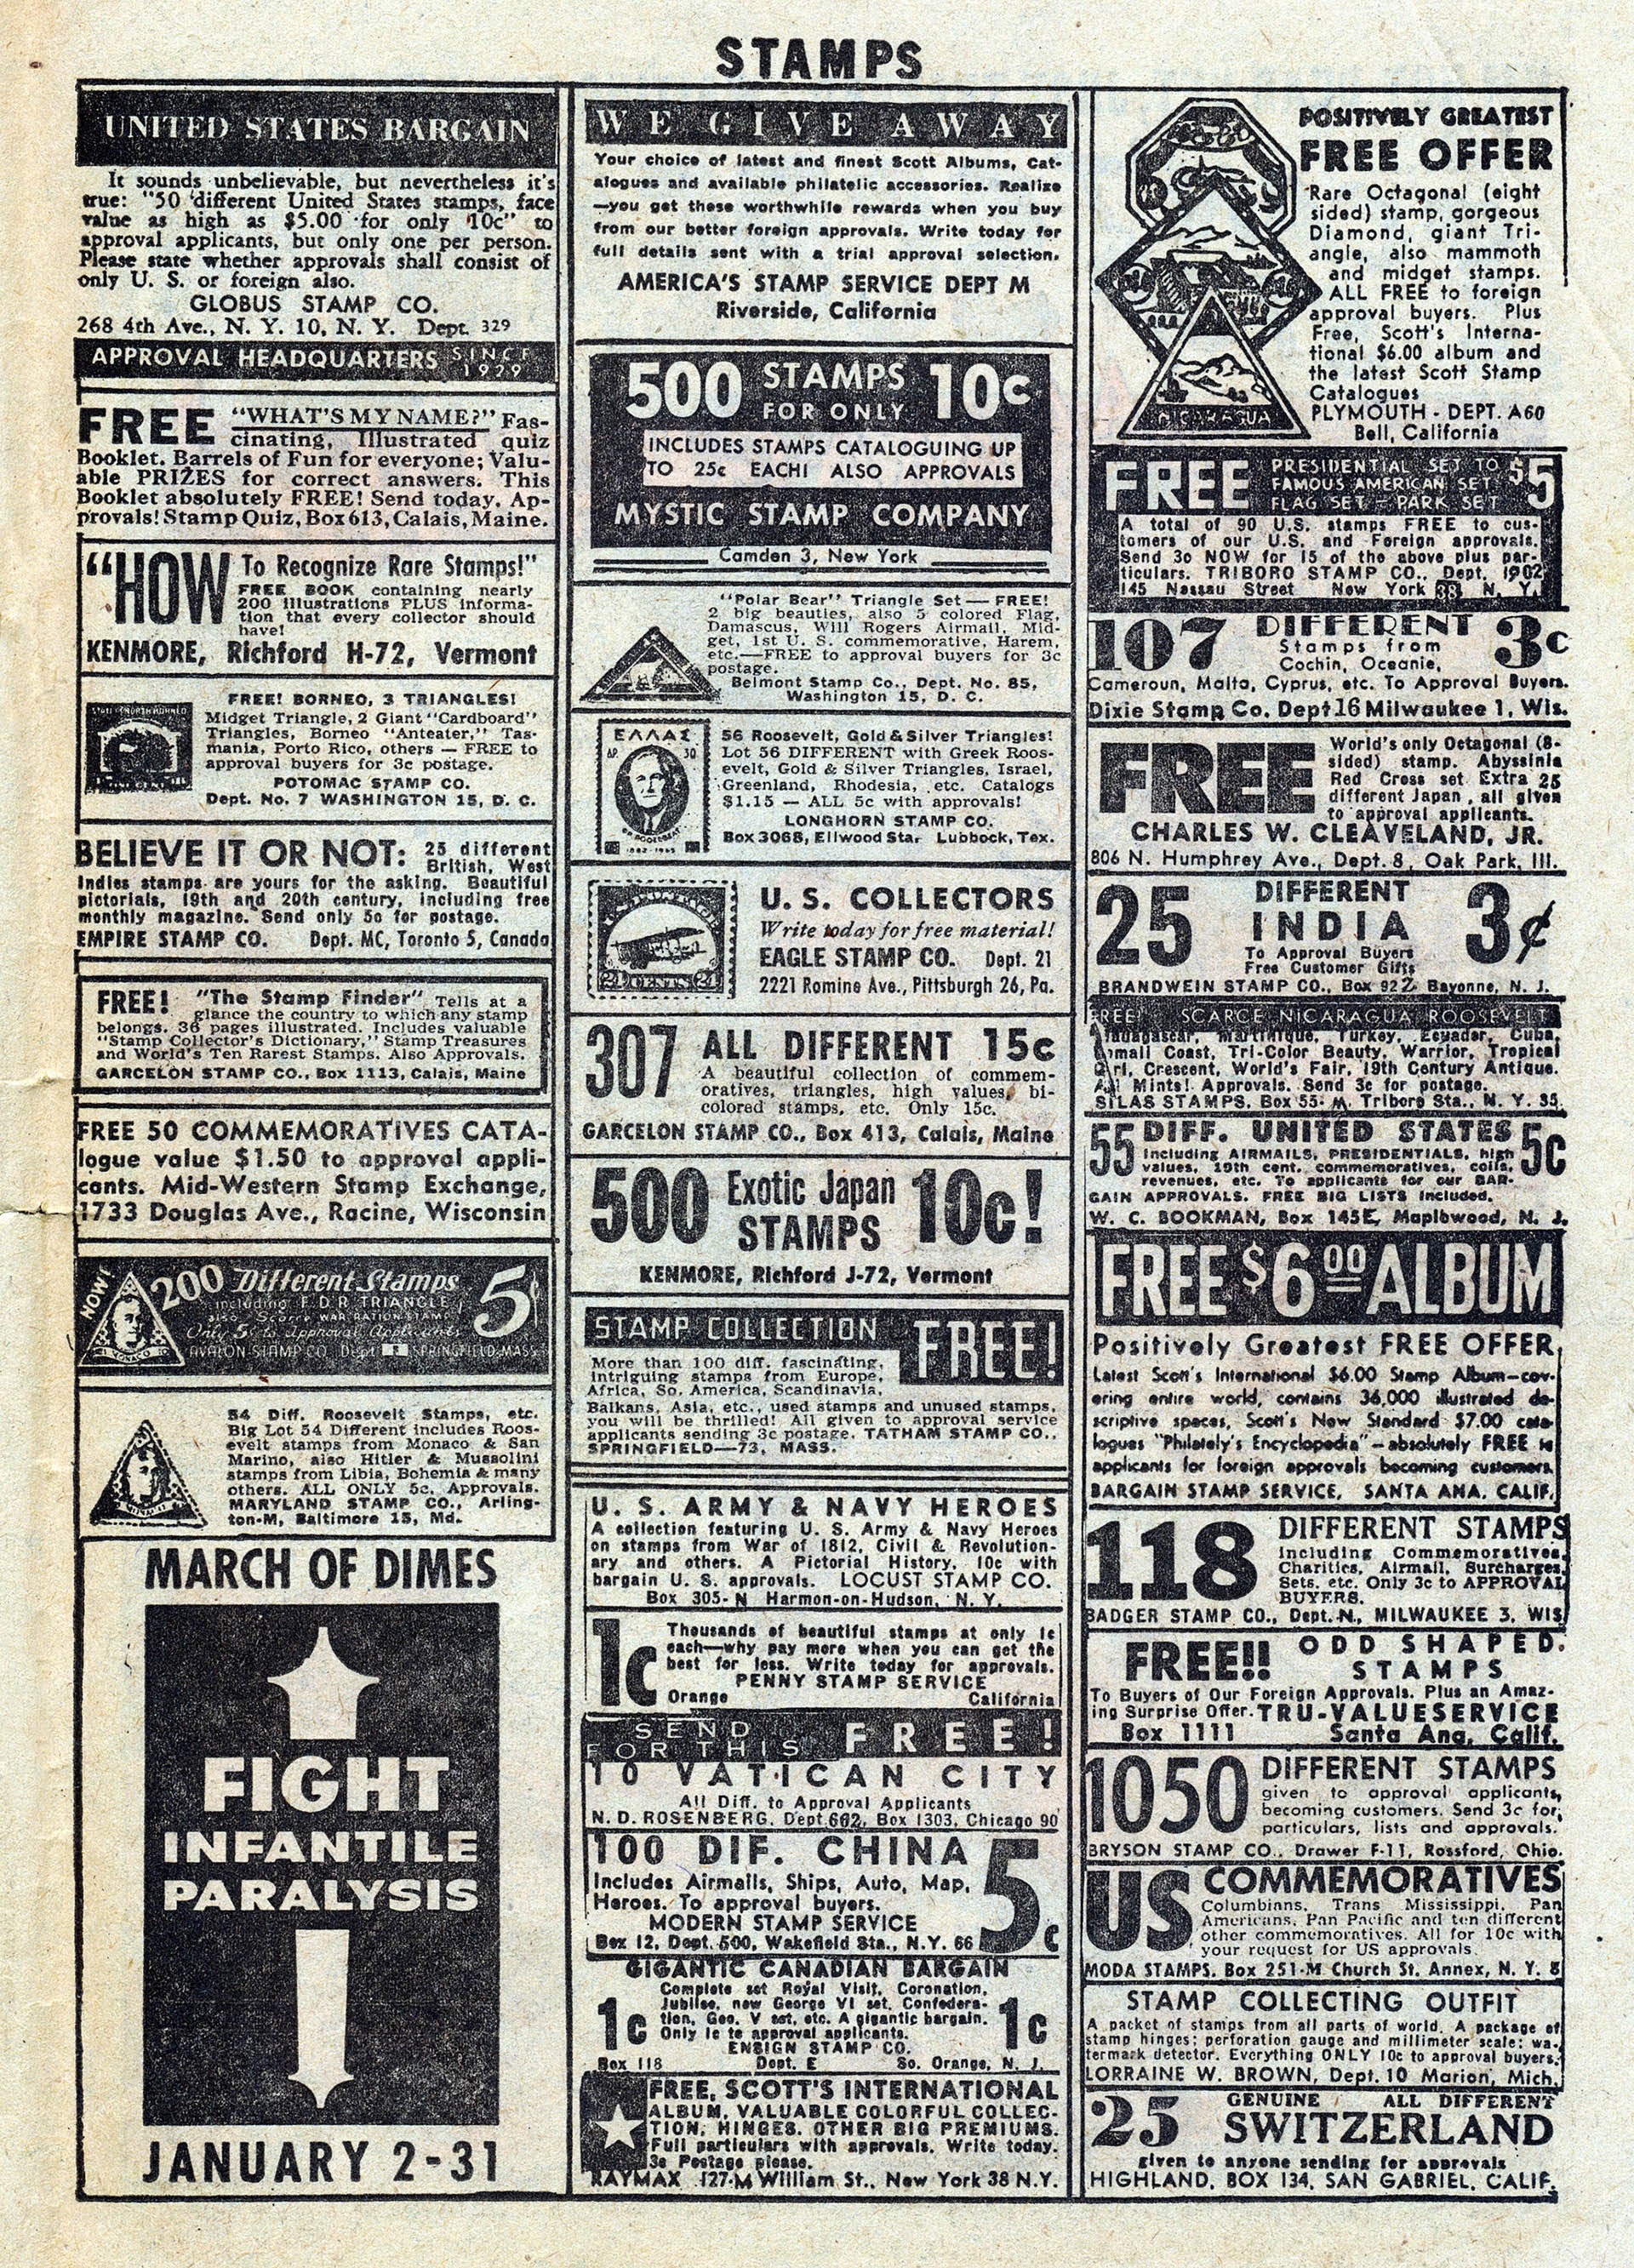 STAMPS
UNITED STATES BARGAIN
It sounds unbelievable, but nevertheless it's
true: "50 different United States stamps, face
value as high as $5.00 for only 10c" to
approval applicants, but only one per person.
Please state whether approvals shall consist of
only U. S. or foreign also.
GLOBUS STAMP CO.
268 4th Ave., N. Y. 10, N. Y. Dept. 329
APPROVAL HEADQUARTERS SINCE 1929
FREE "WHAT'S MY NAME?" Fas-
cinating, Illustrated quiz
Booklet. Barrels of Fun for everyone; Valu-
able PRIZES for correct answers. This
Booklet absolutely FREE! Send today. Ap-
provals! Stamp Quiz, Box 613, Calais, Maine.
"HOW To Recognize Rare Stamps!"
FREE BOOK containing nearly
200 illustrations PLUS informa-
tion that every collector should
have!
KENMORE, Richford H-72, Vermont
FREE! BORNEO, 3 TRIANGLES!
Midget Triangle, 2 Giant "Cardboard"
Triangles, Borneo "Anteater," Tas-
mania, Porto Rico, others — FREE to
approval buyers for 3c postage.
POTOMAC STAMP CO.
Dept. No. 7 WASHINGTON 15, D. C.
BELIEVE IT OR NOT: 25 different
British, West
Indies stamps are yours for the asking. Beautiful
pictorials, 19th and 20th century, including free
monthly magazine. Send only 5c for postage.
EMPIRE STAMP CO. Dept. MC, Toronto 5, Canada
FREE! "The Stamp Finder" Tells at a
glance the country to which any stamp
belongs. 36 pages illustrated. Includes valuable
"Stamp Collector's Dictionary," Stamp Treasures
and World's Ten Rarest Stamps. Also Approvals.
GARCELON STAMP CO., Box 1113, Calais, Maine
FREE 50 COMMEMORATIVES CATA-
logue value $1.50 to approval appli-
cants. Mid-Western Stamp Exchange,
1733 Douglas Ave., Racine, Wisconsin
NOW! 200 Different Stamps 5¢
including F.D.R. TRIANGLE,
also Scarce WAR RATION STAMP
Only 5c to Approval Applicants
AVALON STAMP CO. Dept F SPRINGFIELD, MASS.
MONACO
54 Diff. Roosevelt Stamps, etc.
Big Lot 54 Different includes Roos-
evelt stamps from Monaco & San
Marino, also Hitler & Mussolini
stamps from Libia, Bohemia & many
others. ALL ONLY 5c. Approvals.
MARYLAND STAMP CO., Arling-
ton-M, Baltimore 15, Md.
MARCH OF DIMES
FIGHT
INFANTILE
PARALYSIS
JANUARY 2-31
WE GIVE AWAY
Your choice of latest and finest Scott Albums, Cat-
alogues and available philatelic accessories. Realize
—you get these worthwhile rewards when you buy
from our better foreign approvals. Write today for
full details sent with a trial approval selection.
AMERICA'S STAMP SERVICE DEPT M
Riverside, California
500 STAMPS FOR ONLY 10c
INCLUDES STAMPS CATALOGUING UP
TO 25c EACH! ALSO APPROVALS
MYSTIC STAMP COMPANY
Camden 3, New York
"Polar Bear" Triangle Set — FREE!
2 big beauties, also 5 colored Flag,
Damascus, Will Rogers Airmail, Mid-
get, 1st U. S. commemorative, Harem,
etc.—FREE to approval buyers for 3c
postage.
Belmont Stamp Co., Dept. No. 85,
Washington 15, D. C.
ΕΛΛΑΣ
ΔΡ. 30
1882-1945
56 Roosevelt, Gold & Silver Triangles!
Lot 56 DIFFERENT with Greek Roos-
evelt, Gold & Silver Triangles, Israel,
Greenland, Rhodesia, etc. Catalogs
$1.15 — ALL 5c with approvals!
LONGHORN STAMP CO.
Box 3068, Ellwood Sta. Lubbock, Tex.
24 CENTS 24
U. S. COLLECTORS
Write today for free material!
EAGLE STAMP CO. Dept. 21
2221 Romine Ave., Pittsburgh 26, Pa.
307 ALL DIFFERENT 15c
A beautiful collection of commem-
oratives, triangles, high values, bi-
colored stamps, etc. Only 15c.
GARCELON STAMP CO., Box 413, Calais, Maine
500 Exotic Japan STAMPS 10c!
KENMORE, Richford J-72, Vermont
STAMP COLLECTION FREE!
More than 100 diff. fascinating,
intriguing stamps from Europe,
Africa, So. America, Scandinavia,
Balkans, Asia, etc., used stamps and unused stamps,
you will be thrilled! All given to approval service
applicants sending 3c postage. TATHAM STAMP CO.,
SPRINGFIELD—73, MASS.
U. S. ARMY & NAVY HEROES
A collection featuring U. S. Army & Navy Heroes
on stamps from War of 1812, Civil & Revolution-
ary and others. A Pictorial History. 10c with
bargain U. S. approvals. LOCUST STAMP CO.
Box 305-N Harmon-on-Hudson, N. Y.
1c Thousands of beautiful stamps at only 1c
each—why pay more when you can get the
best for less. Write today for approvals.
PENNY STAMP SERVICE
Orange California
SEND FOR THIS FREE!
10 VATICAN CITY
All Diff. to Approval Applicants
N. D. ROSENBERG, Dept. 662, Box 1303, Chicago 90
100 DIF. CHINA 5c
Includes Airmails, Ships, Auto, Map,
Heroes. To approval buyers.
MODERN STAMP SERVICE
Box 12, Dept. 500, Wakefield Sta., N.Y. 66
GIGANTIC CANADIAN BARGAIN
1c Complete set Royal Visit, Coronation, 1c
Jubilee, new George VI set, Confedera-
tion, Geo. V set, etc. A gigantic bargain.
Only 1c to approval applicants.
ENSIGN STAMP CO.
Box 118 Dept. E So. Orange, N. J.
FREE, SCOTT'S INTERNATIONAL
ALBUM, VALUABLE COLORFUL COLLEC-
TION, HINGES. OTHER BIG PREMIUMS.
Full particulars with approvals. Write today.
3c Postage please.
RAYMAX 127-M William St., New York 38 N.Y.
NICARAGUA
POSITIVELY GREATEST
FREE OFFER
Rare Octagonal (eight
sided) stamp, gorgeous
Diamond, giant Tri-
angle, also mammoth
and midget stamps.
ALL FREE to foreign
approval buyers. Plus
Free, Scott's Interna-
tional $6.00 album and
the latest Scott Stamp
Catalogues
PLYMOUTH - DEPT. A60
Bell, California
FREE PRESIDENTIAL SET TO $5
FAMOUS AMERICAN SET
FLAG SET — PARK SET
A total of 90 U.S. stamps FREE to cus-
tomers of our U.S. and Foreign approvals.
Send 3c NOW for 15 of the above plus par-
ticulars. TRIBORO STAMP CO., Dept. 1902
145 Nassau Street New York 38, N. Y.
107 DIFFERENT 3c
Stamps from
Cochin, Oceanie,
Cameroun, Malta, Cyprus, etc. To Approval Buyers.
Dixie Stamp Co. Dept 16 Milwaukee 1, Wis.
FREE World's only Octagonal (8-
sided) stamp. Abyssinia
Red Cross set. Extra 25
different Japan, all given
to approval applicants.
CHARLES W. CLEAVELAND, JR.
806 N. Humphrey Ave., Dept. 8, Oak Park, Ill.
25 DIFFERENT INDIA 3¢
To Approval Buyers
Free Customer Gifts
BRANDWEIN STAMP CO., Box 922 Bayonne, N. J.
FREE! SCARCE NICARAGUA ROOSEVELT
Madagascar, Martinique, Turkey, Ecuador, Cuba,
Somali Coast, Tri-Color Beauty, Warrior, Tropical
Girl, Crescent, World's Fair, 19th Century Antique.
All Mints! Approvals. Send 3c for postage.
SILAS STAMPS, Box 55-M, Triboro Sta., N. Y. 35.
55 DIFF. UNITED STATES 5c
Including AIRMAILS, PRESIDENTIALS, high
values, 19th cent. commemoratives, coils,
revenues, etc. To applicants for our BAR-
GAIN APPROVALS. FREE BIG LISTS Included.
W. C. BOOKMAN, Box 145E, Maplewood, N. J.
FREE $6.00 ALBUM
Positively Greatest FREE OFFER
Latest Scott's International $6.00 Stamp Album—cov-
ering entire world, contains 36,000 illustrated de-
scriptive spaces, Scott's New Standard $7.00 cata-
logues "Philately's Encyclopedia"—absolutely FREE to
applicants for foreign approvals becoming customers.
BARGAIN STAMP SERVICE, SANTA ANA, CALIF.
118 DIFFERENT STAMPS
Including Commemoratives,
Charities, Airmail, Surcharges,
Sets, etc. Only 3c to APPROVAL
BUYERS.
BADGER STAMP CO., Dept. N, MILWAUKEE 3, WIS.
FREE!! ODD SHAPED
STAMPS
To Buyers of Our Foreign Approvals. Plus an Amaz-
ing Surprise Offer. TRU-VALUE SERVICE
Box 1111 Santa Ana, Calif.
1050 DIFFERENT STAMPS
given to approval applicants,
becoming customers. Send 3c for
particulars, lists and approvals.
BRYSON STAMP CO., Drawer F-11, Rossford, Ohio.
US COMMEMORATIVES
Columbians, Trans Mississippi, Pan
Americans, Pan Pacific and ten different
other commemoratives. All for 10c with
your request for US approvals.
MODA STAMPS, Box 251-M Church St. Annex, N. Y. 8
STAMP COLLECTING OUTFIT
A packet of stamps from all parts of world. A package of
stamp hinges; perforation gauge and millimeter scale; wa-
termark detector. Everything ONLY 10c to approval buyers.
LORRAINE W. BROWN, Dept. 10 Marion, Mich.
25 GENUINE ALL DIFFERENT
SWITZERLAND
given to anyone sending for approvals
HIGHLAND, BOX 134, SAN GABRIEL, CALIF.